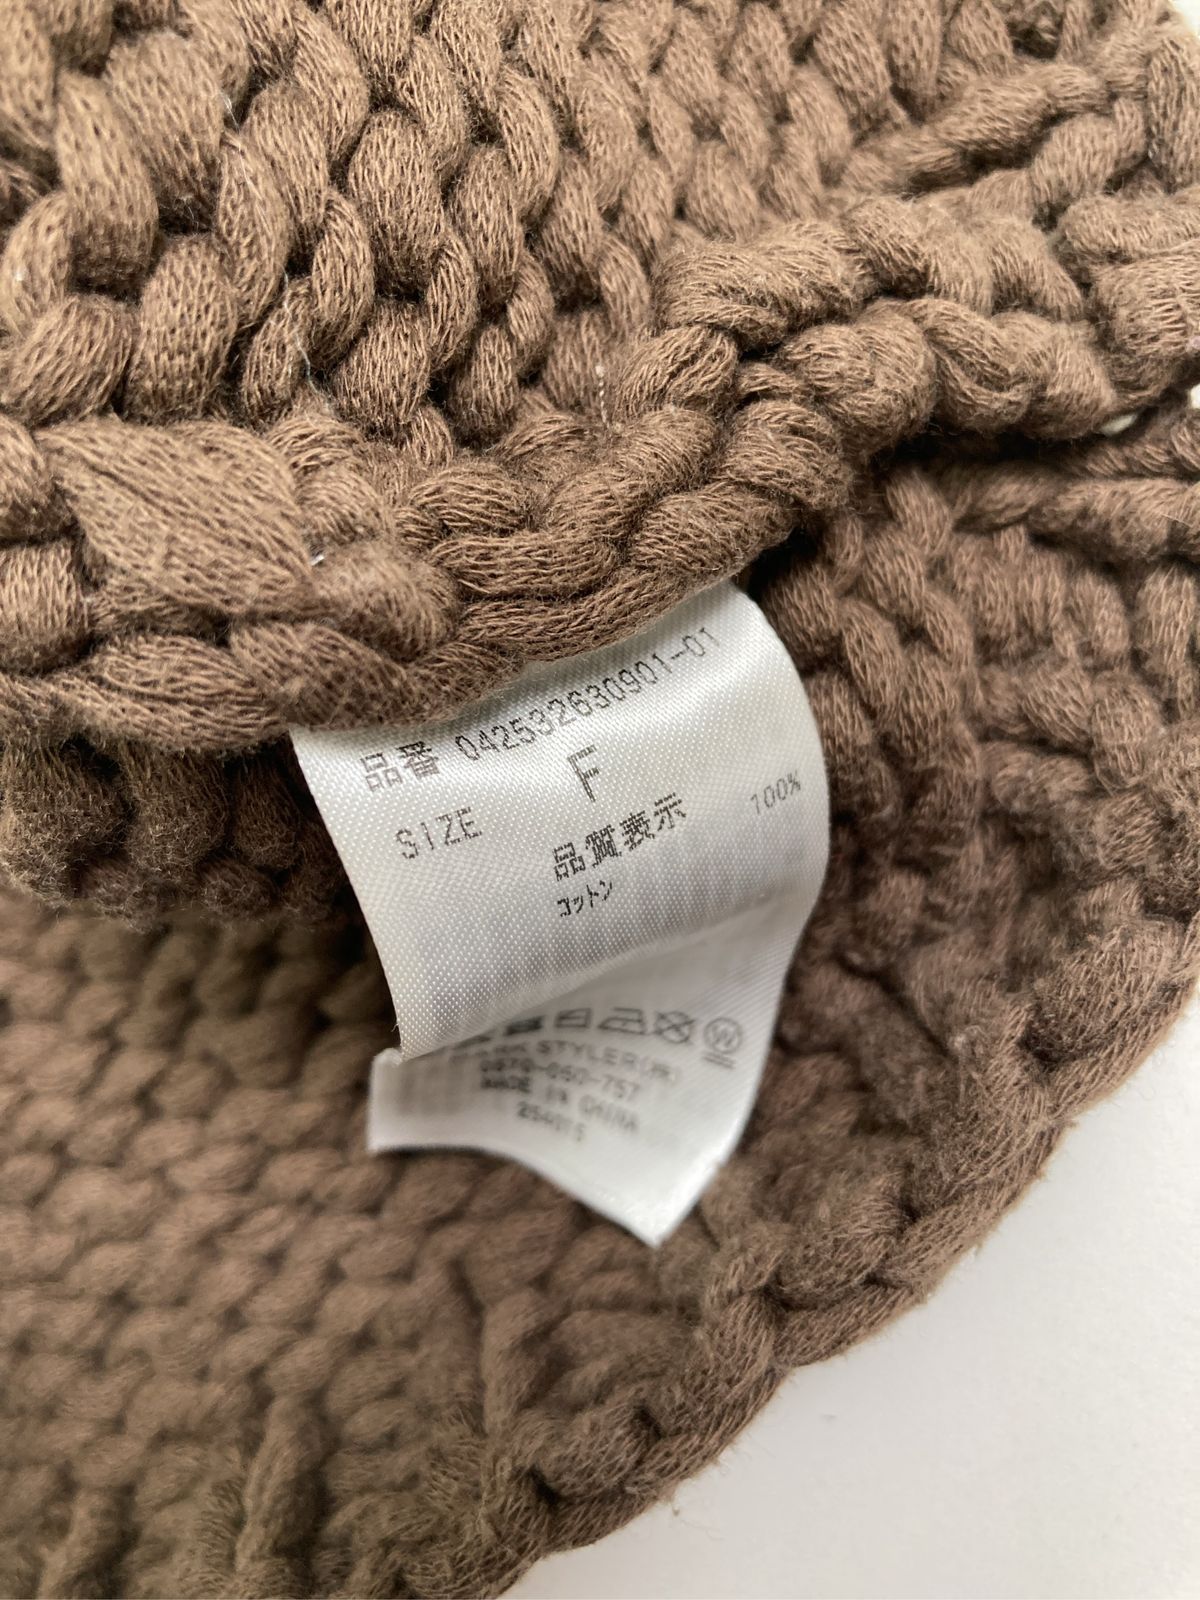 品番 042532630901-01
SIZE F
品質表示
コットン 100%
STYLER(株)
0570-050-757
MADE IN CHINA